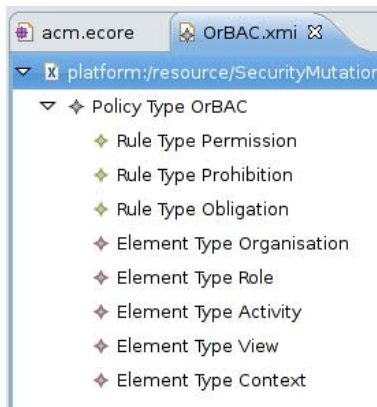 acm.ecore OrBAC.xmi
platform:/resource/SecurityMutation
Policy Type OrBAC
Rule Type Permission
Rule Type Prohibition
Rule Type Obligation
Element Type Organisation
Element Type Role
Element Type Activity
Element Type View
Element Type Context